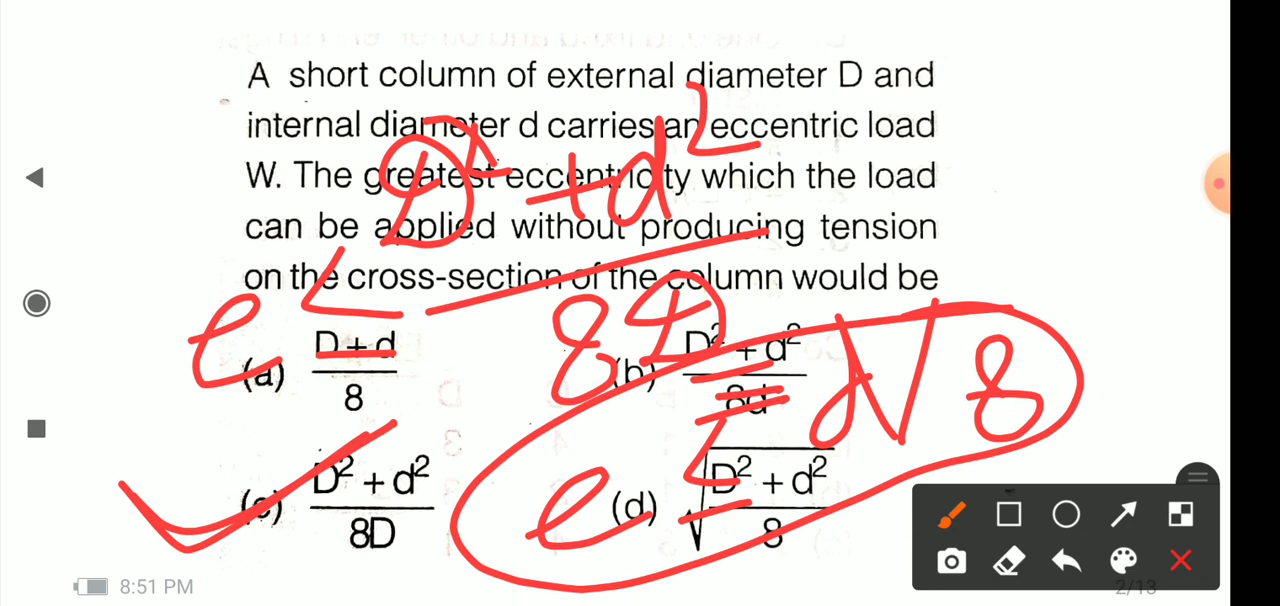 A short column of external diameter D and
internal diameter d carries an eccentric load
W. The greatest eccentricity which the load
can be applied without producing tension
on the cross-section of the column would be
(a) D + d / 8
(b) D² + d² / 8d
(c) D² + d² / 8D
(d) √(D² + d² / 8)
e < D² + d² / 8D
e ≤ d/8
8:51 PM
2/13